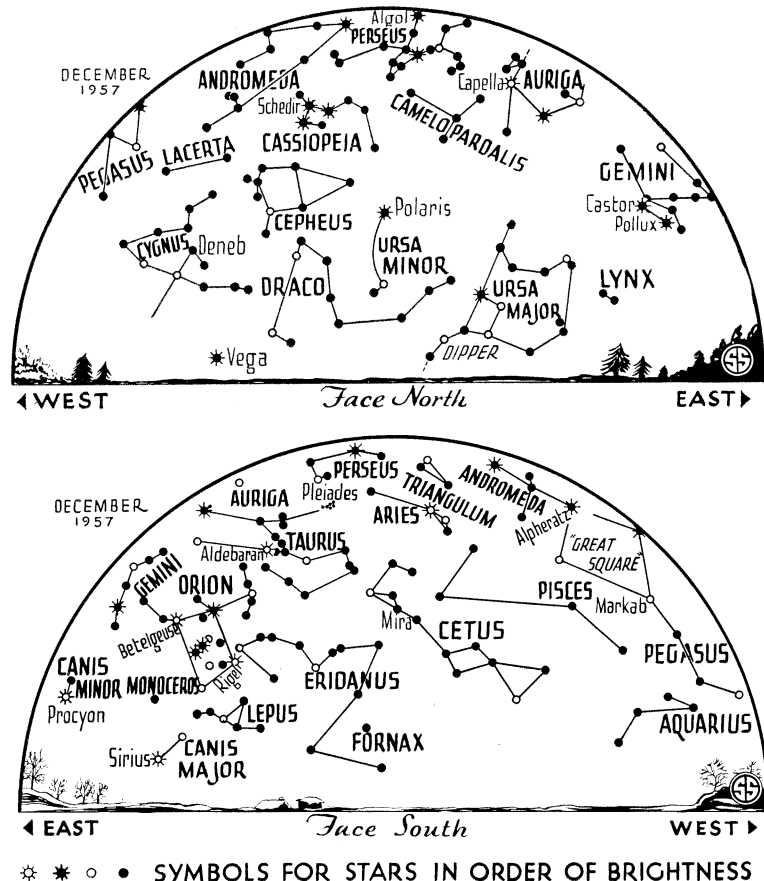 Algol
PERSEUS
DECEMBER
1957
ANDROMEDA
Capella
AURIGA
Schedir
CASSIOPEIA
CAMELOPARDALIS
PEGASUS
LACERTA
GEMINI
Castor
Pollux
CEPHEUS
Polaris
CYGNUS
Deneb
URSA
MINOR
DRACO
URSA
MAJOR
LYNX
DIPPER
Vega
SS
WEST
Face North
EAST
PERSEUS
DECEMBER
1957
AURIGA
Pleiades
TRIANGULUM
ANDROMEDA
ARIES
Alpheratz
Aldebaran
TAURUS
"GREAT
SQUARE"
GEMINI
ORION
PISCES
Markab
Betelgeuse
Mira
CETUS
PEGASUS
CANIS
MINOR
MONOCEROS
Rigel
ERIDANUS
Procyon
LEPUS
AQUARIUS
FORNAX
Sirius
CANIS
MAJOR
SS
EAST
Face South
WEST
SYMBOLS FOR STARS IN ORDER OF BRIGHTNESS